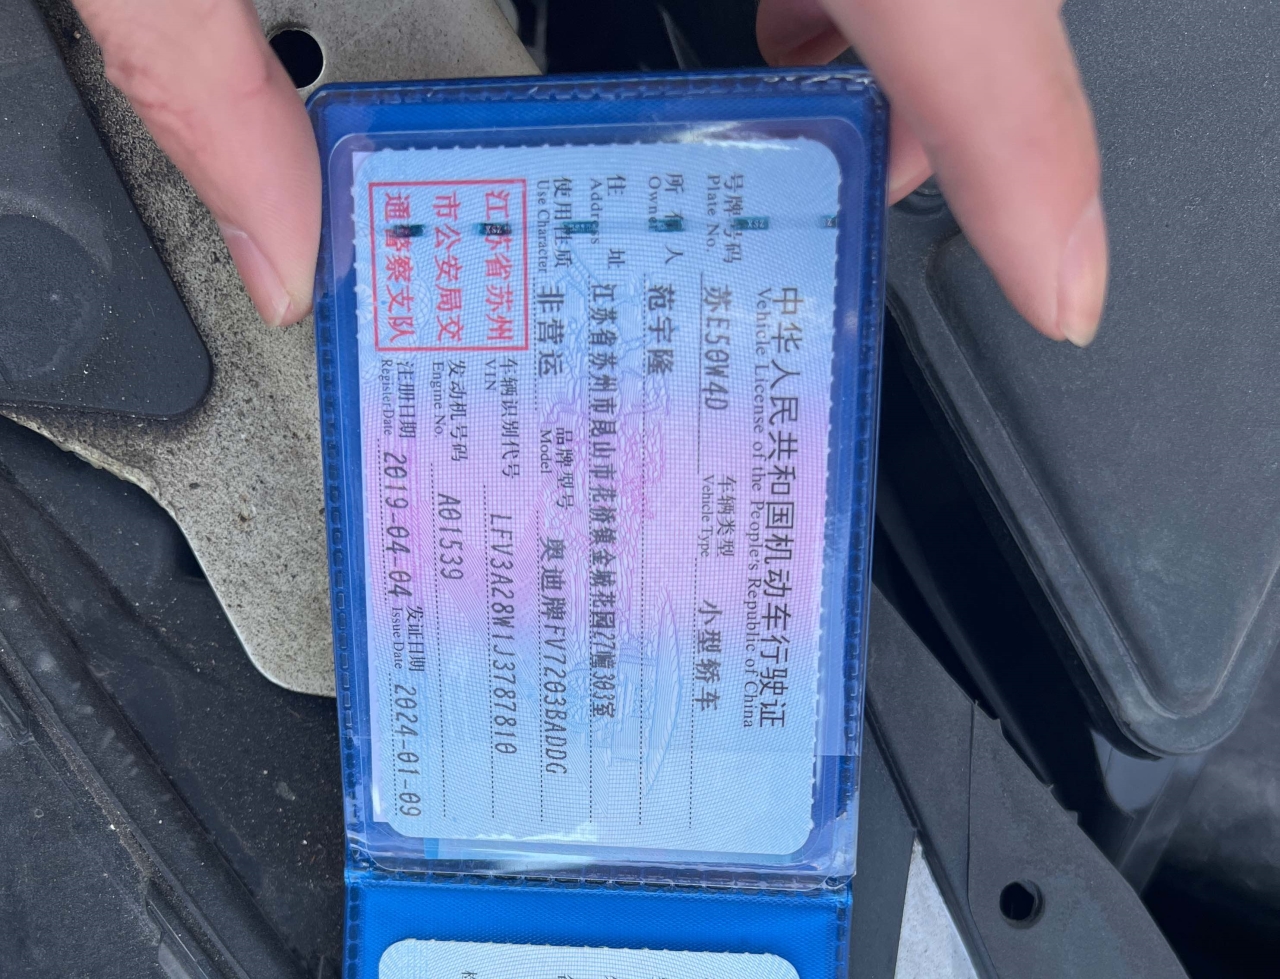 中华人民共和国机动车行驶证
Vehicle License of the People's Republic of China
号牌号码 苏E50W4D 车辆类型 小型轿车
Plate No. Vehicle Type
所有人 范宇隆
Owner
住址 江苏省苏州市昆山市花桥镇金城花园27幢303室
Address
使用性质 非营运 品牌型号 奥迪牌FV7203BADDG
Use Character Model
江苏省苏州
市公安局交
通警察支队
车辆识别代号 LFV3A28W1J3787810
VIN
发动机号码 A01539
Engine No.
注册日期 2019-04-04 发证日期 2024-01-09
Register Date Issue Date